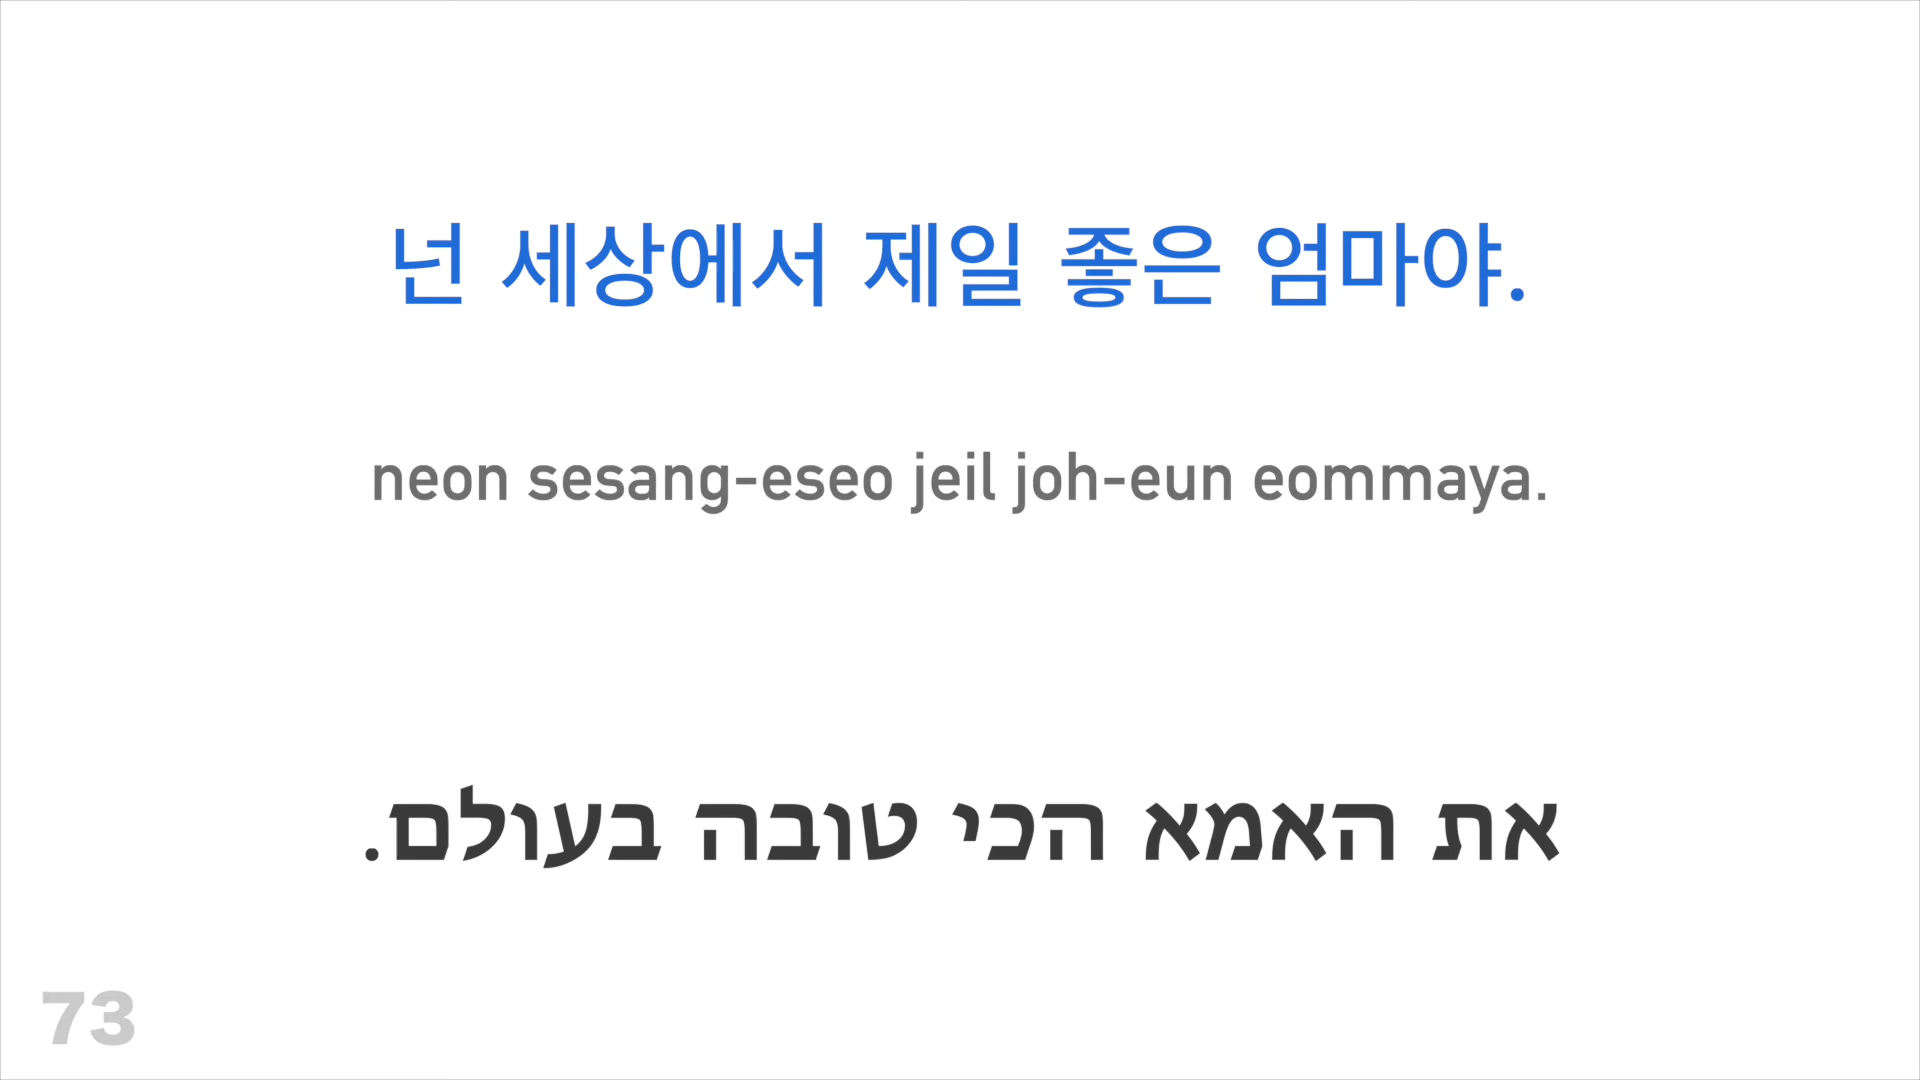 넌 세상에서 제일 좋은 엄마야.
neon sesang-eseo jeil joh-eun eommaya.
את האמא הכי טובה בעולם.
73